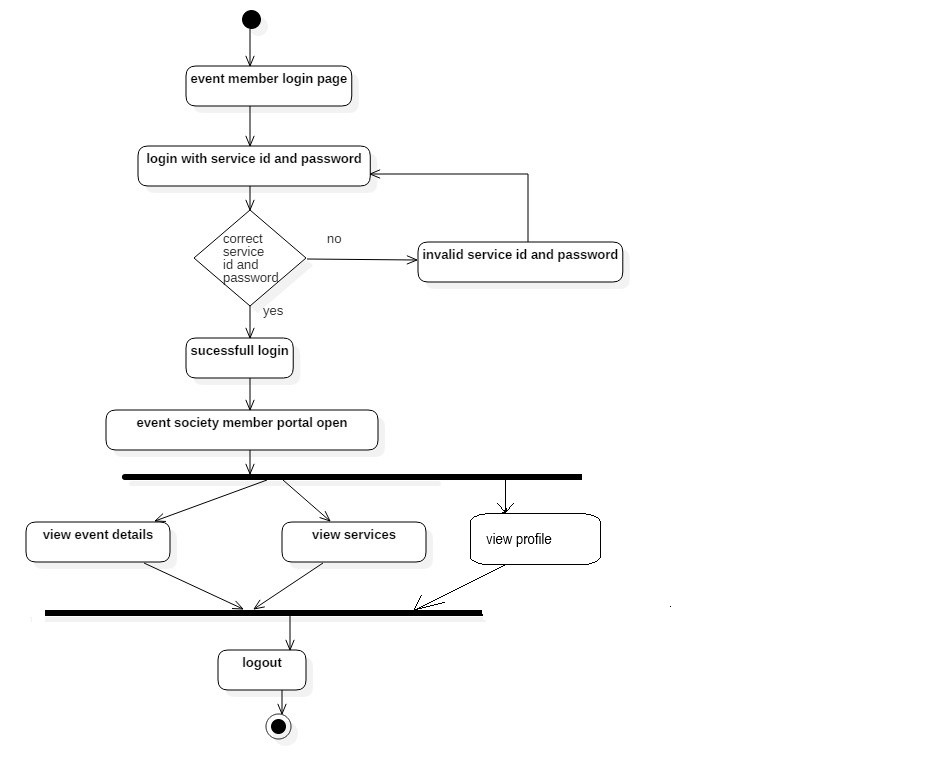 event member login page
login with service id and password
correct
service
id and
password
no
invalid service id and password
yes
sucessfull login
event society member portal open
view event details
view services
view profile
logout